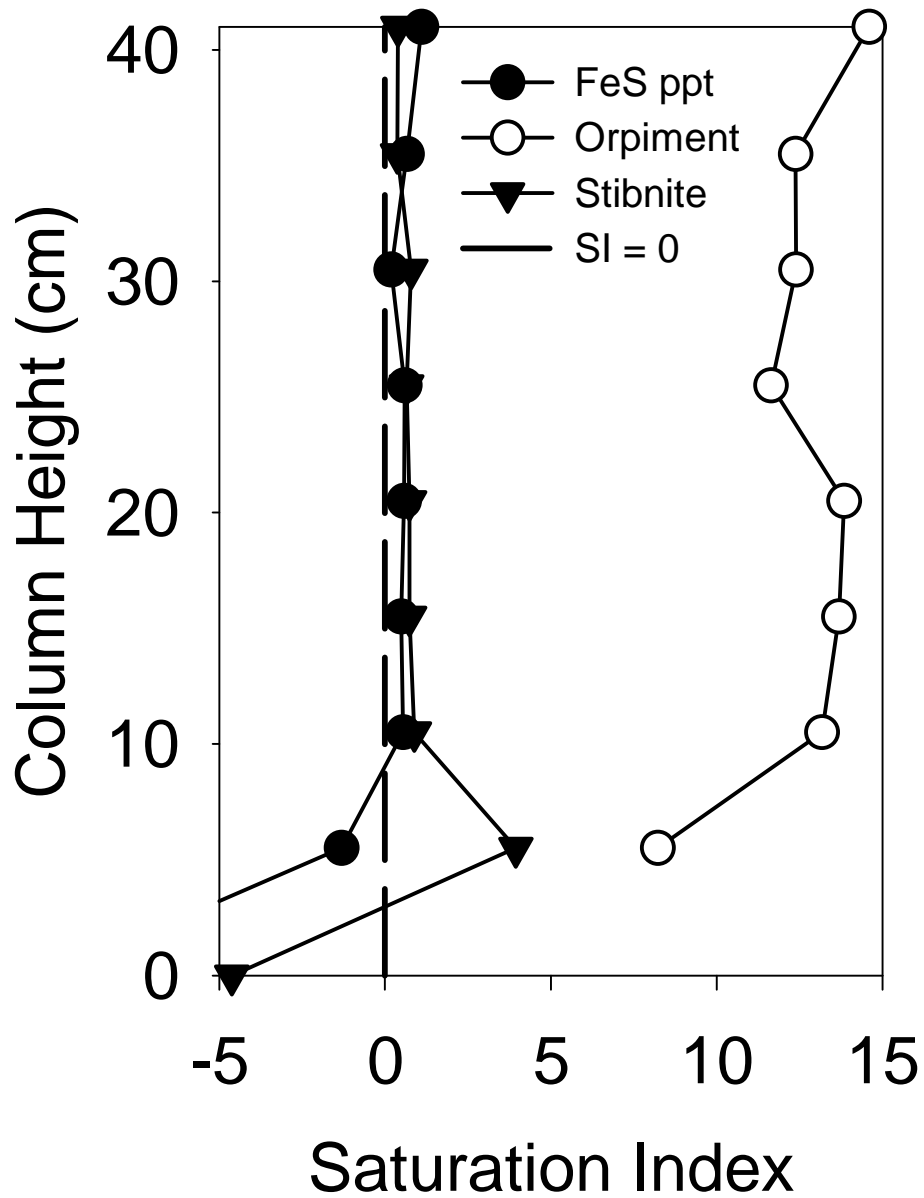 40
30
20
10
0
Column Height (cm)
FeS ppt
Orpiment
Stibnite
SI = 0
-5 0 5 10 15
Saturation Index